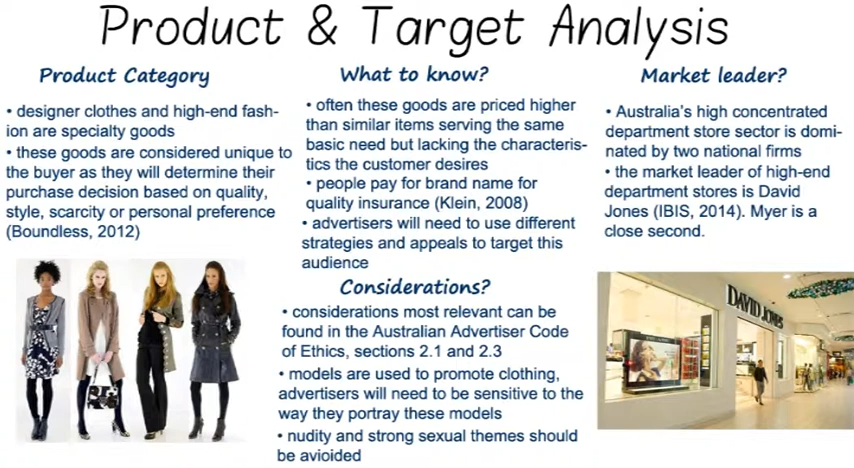 Product & Target Analysis
Product Category
• designer clothes and high-end fash-
ion are specialty goods
• these goods are considered unique to
the buyer as they will determine their
purchase decision based on quality,
style, scarcity or personal preference
(Boundless, 2012)
What to know?
• often these goods are priced higher
than similar items serving the same
basic need but lacking the characteris-
tics the customer desires
• people pay for brand name for
quality insurance (Klein, 2008)
• advertisers will need to use different
strategies and appeals to target this
audience
Considerations?
• considerations most relevant can be
found in the Australian Advertiser Code
of Ethics, sections 2.1 and 2.3
• models are used to promote clothing,
advertisers will need to be sensitive to the
way they portray these models
• nudity and strong sexual themes should
be avioided
Market leader?
• Australia's high concentrated
department store sector is domi-
nated by two national firms
• the market leader of high-end
department stores is David
Jones (IBIS, 2014). Myer is a
close second.
DAVID JONES